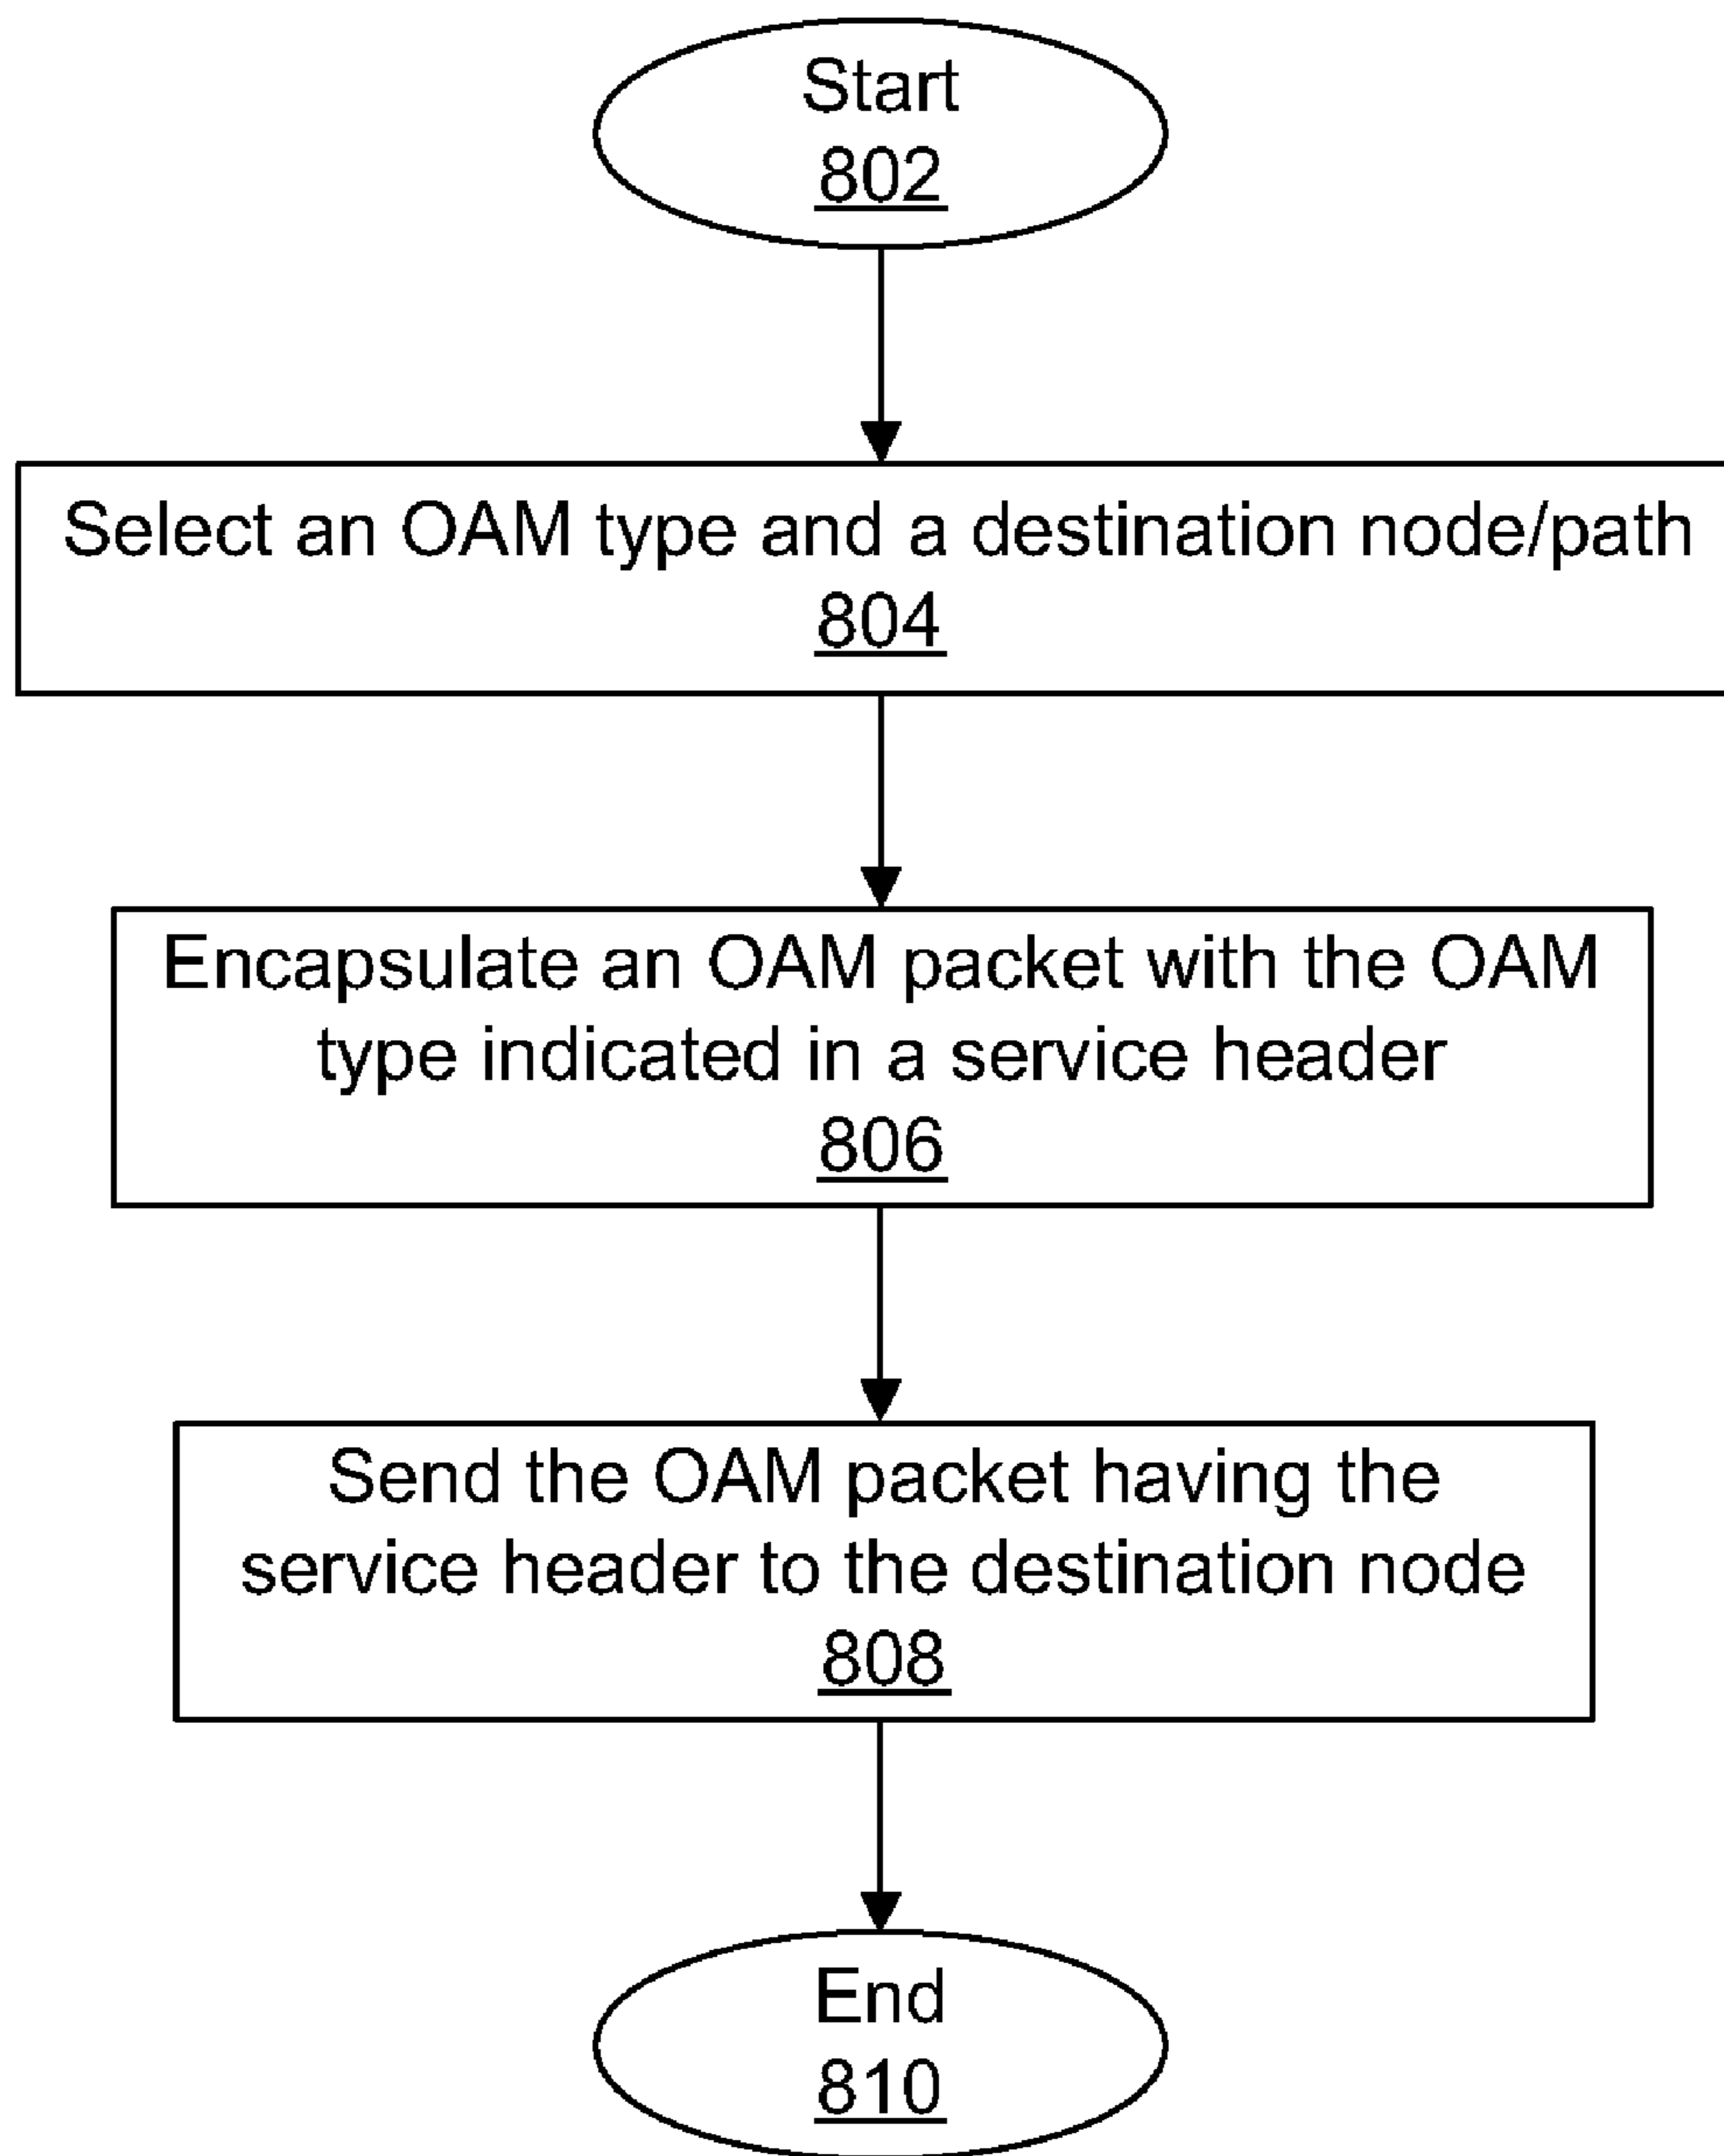 Start
802
Select an OAM type and a destination node/path
804
Encapsulate an OAM packet with the OAM
type indicated in a service header
806
Send the OAM packet having the
service header to the destination node
808
End
810